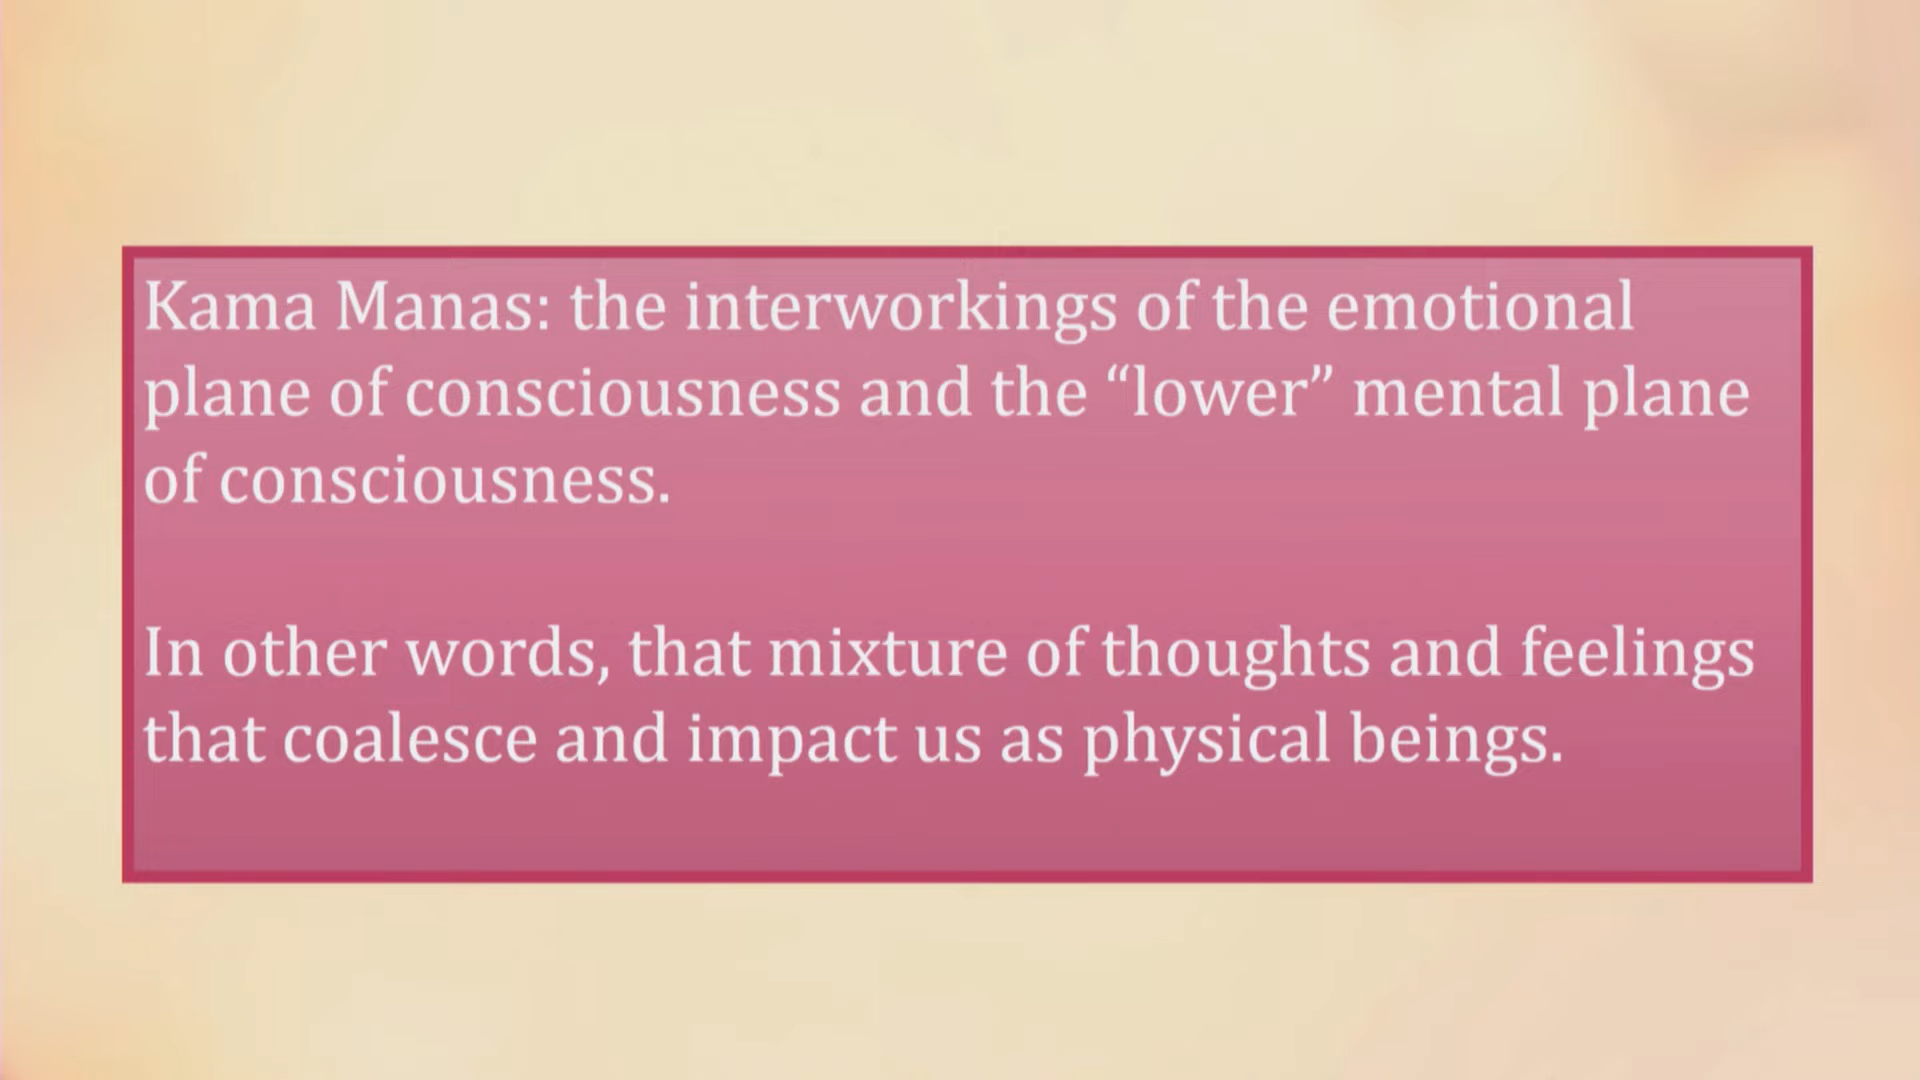 Kama Manas: the interworkings of the emotional
plane of consciousness and the “lower” mental plane
of consciousness.
In other words, that mixture of thoughts and feelings
that coalesce and impact us as physical beings.